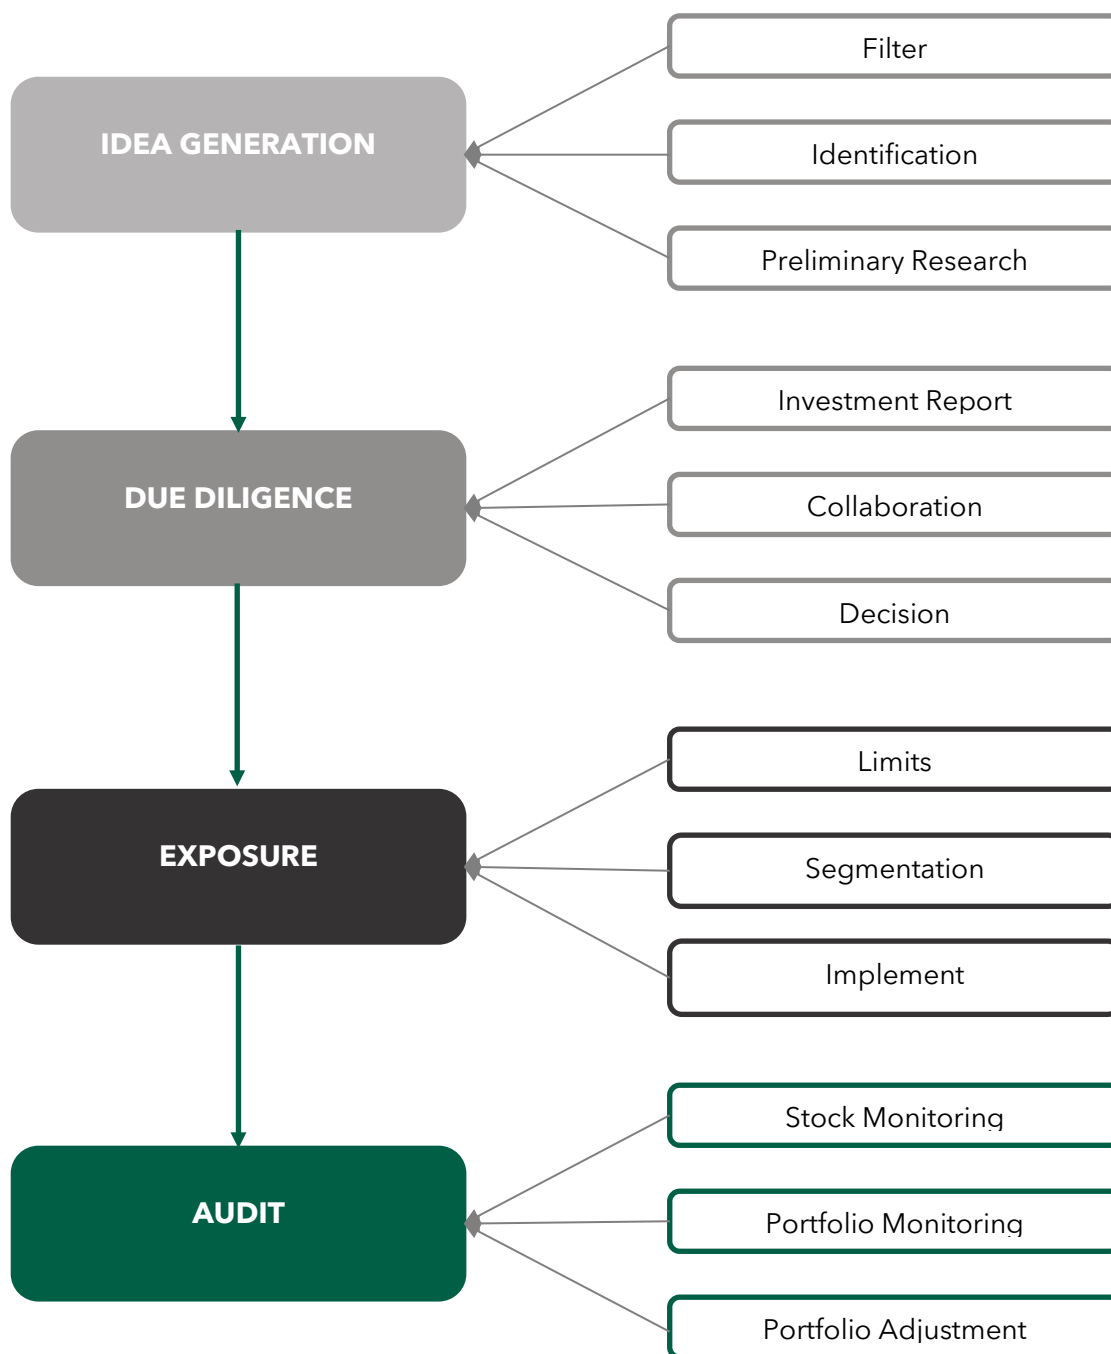 IDEA GENERATION
Filter
Identification
Preliminary Research
DUE DILIGENCE
Investment Report
Collaboration
Decision
EXPOSURE
Limits
Segmentation
Implement
AUDIT
Stock Monitoring
Portfolio Monitoring
Portfolio Adjustment